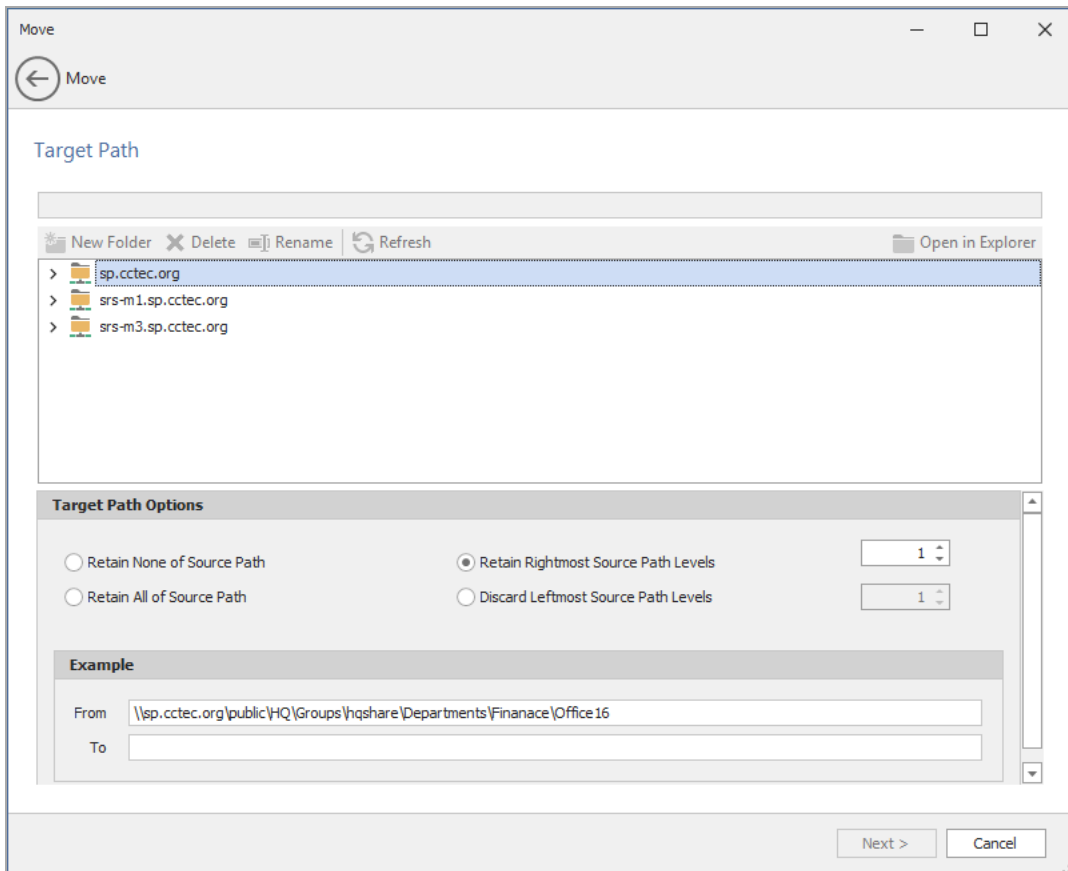 Move
Move
Target Path
New Folder Delete Rename Refresh Open in Explorer
sp.cctec.org
srs-m1.sp.cctec.org
srs-m3.sp.cctec.org
Target Path Options
Retain None of Source Path Retain Rightmost Source Path Levels 1
Retain All of Source Path Discard Leftmost Source Path Levels 1
Example
From \\sp.cctec.org\public\HQ\Groups\hqshare\Departments\Finanace\Office16
To
Next > Cancel